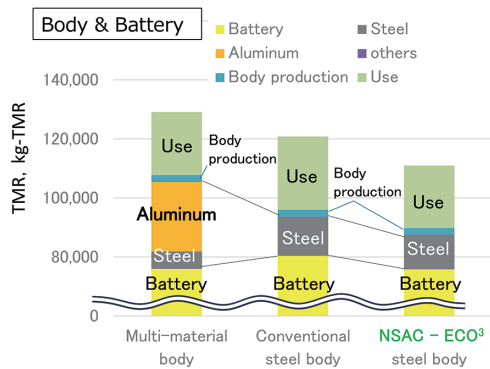 Body & Battery
Battery
Steel
Aluminum
others
Body production
Use
TMR, kg-TMR
140,000
120,000
100,000
80,000
0
Use
Aluminum
Steel
Battery
Body
production
Use
Steel
Battery
Body
production
Use
Steel
Battery
Multi-material
body
Conventional
steel body
NSAC - ECO³
steel body